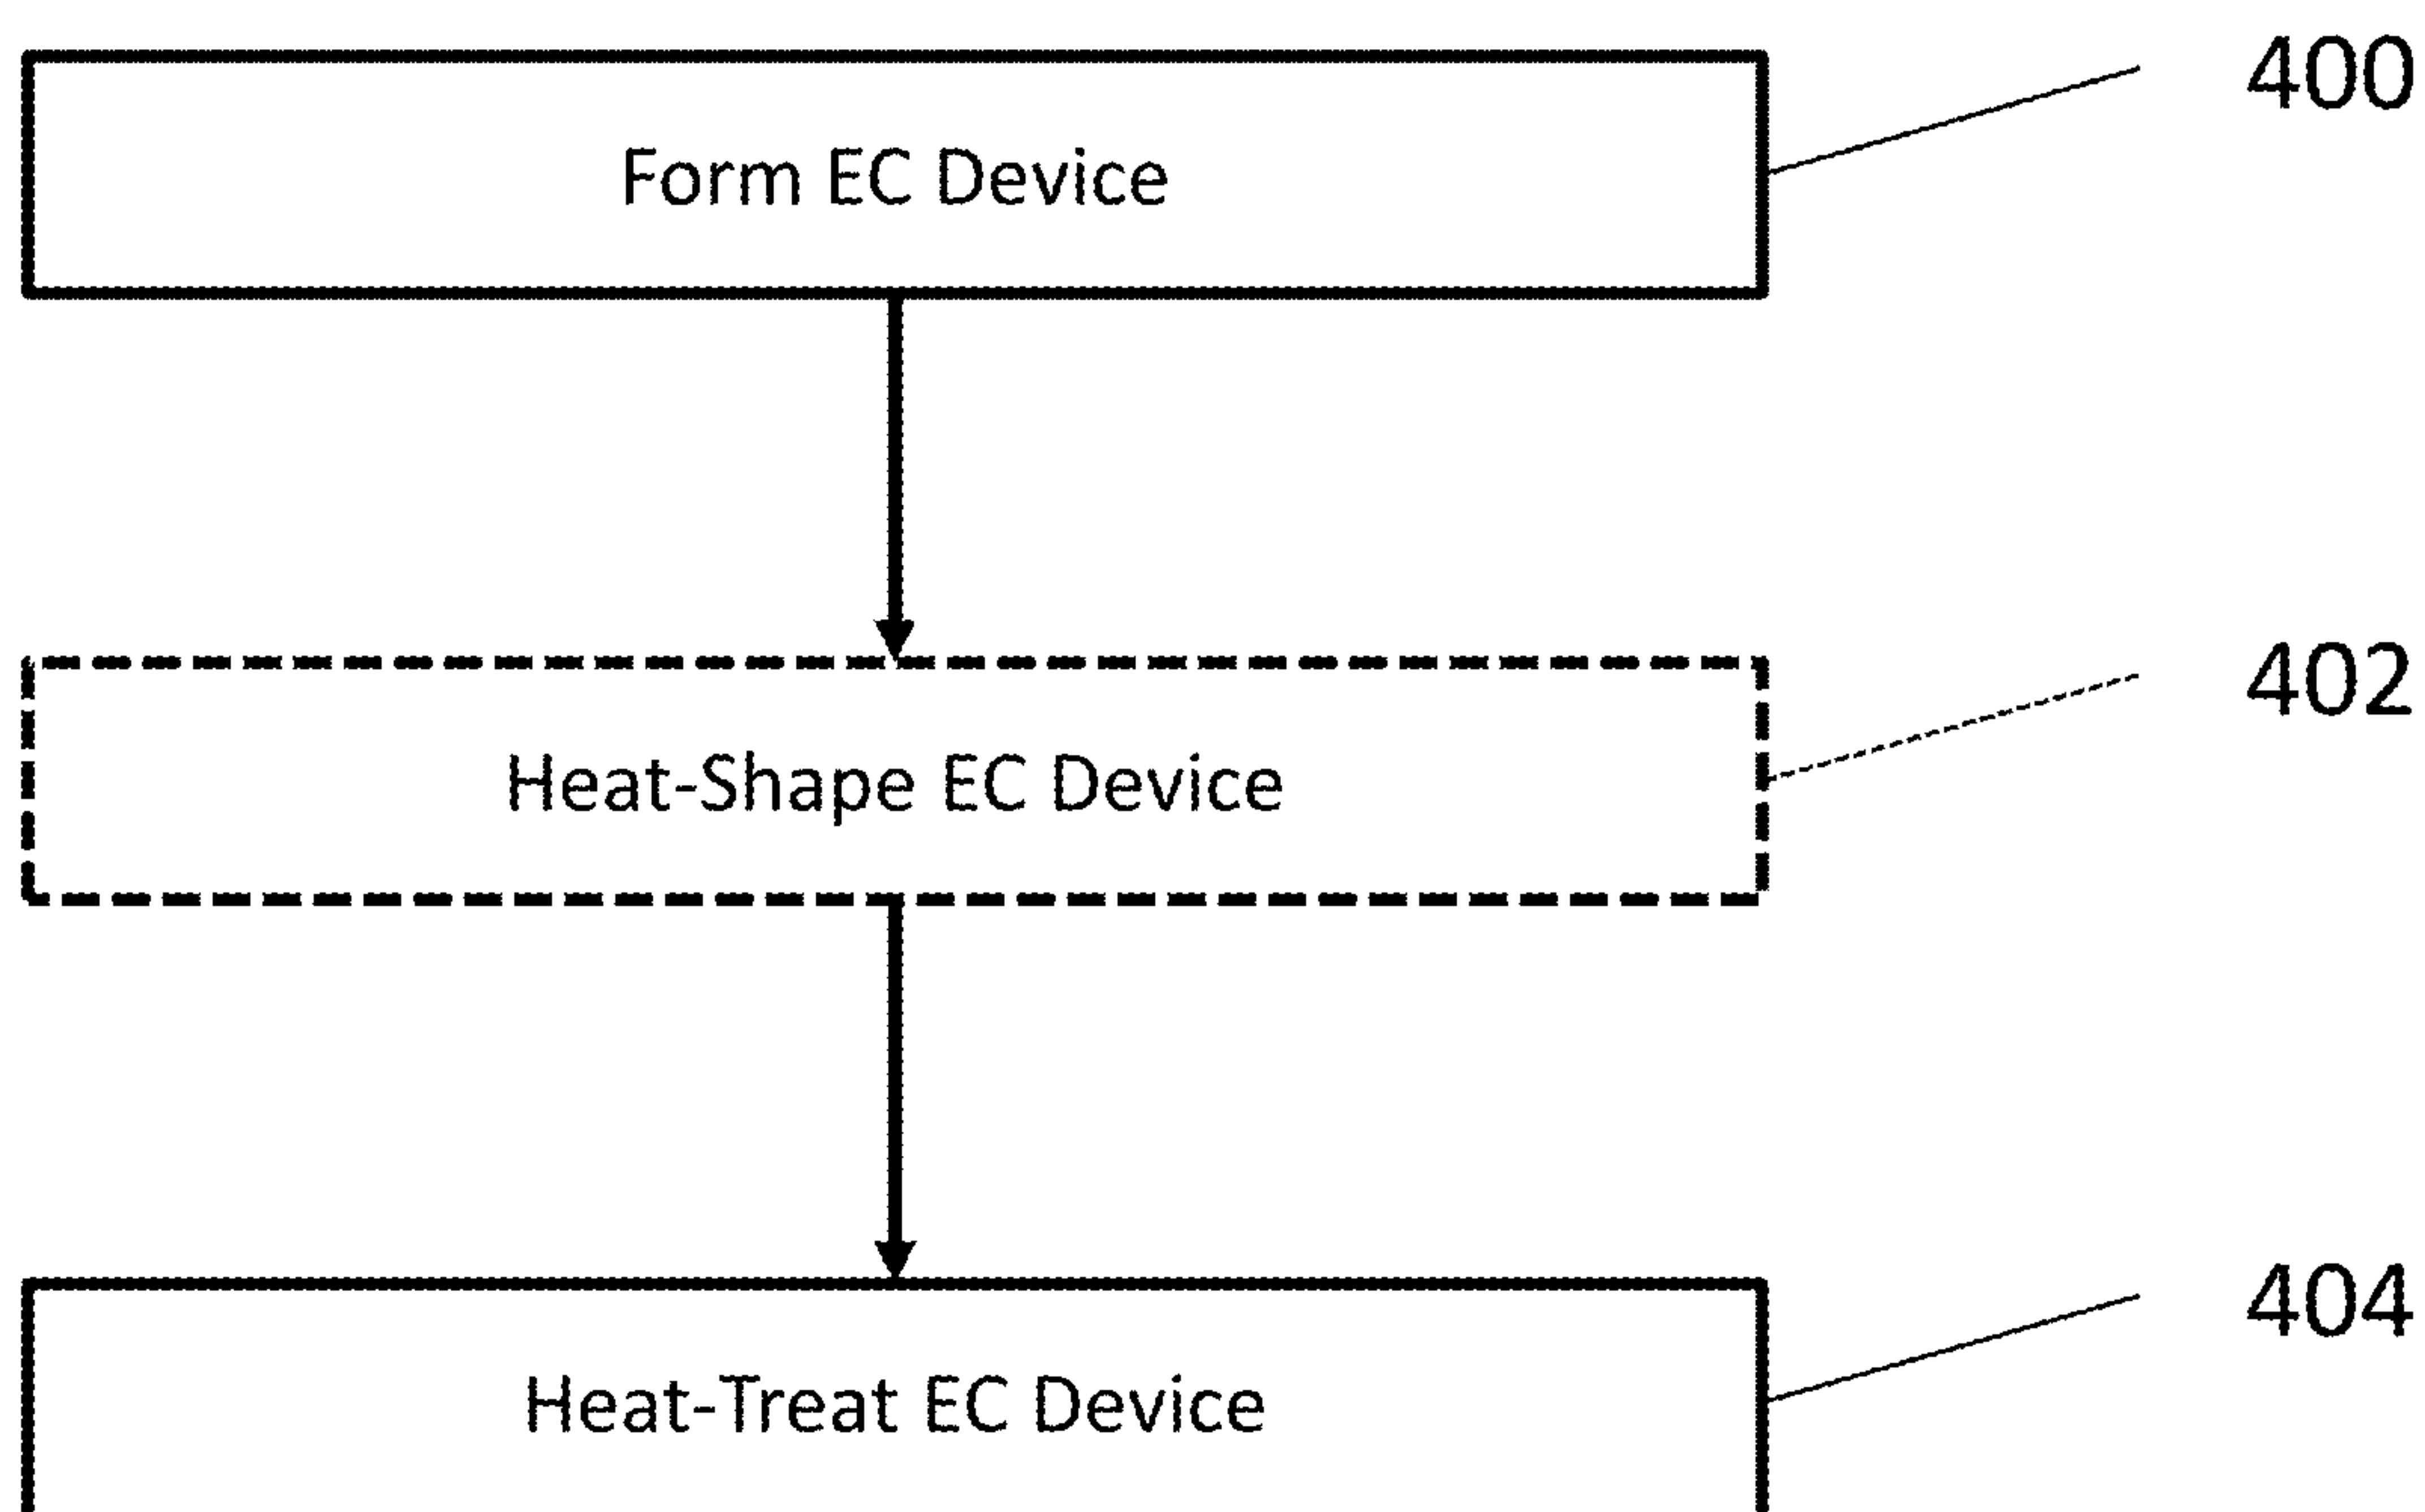 Form EC Device
400
Heat-Shape EC Device
402
Heat-Treat EC Device
404